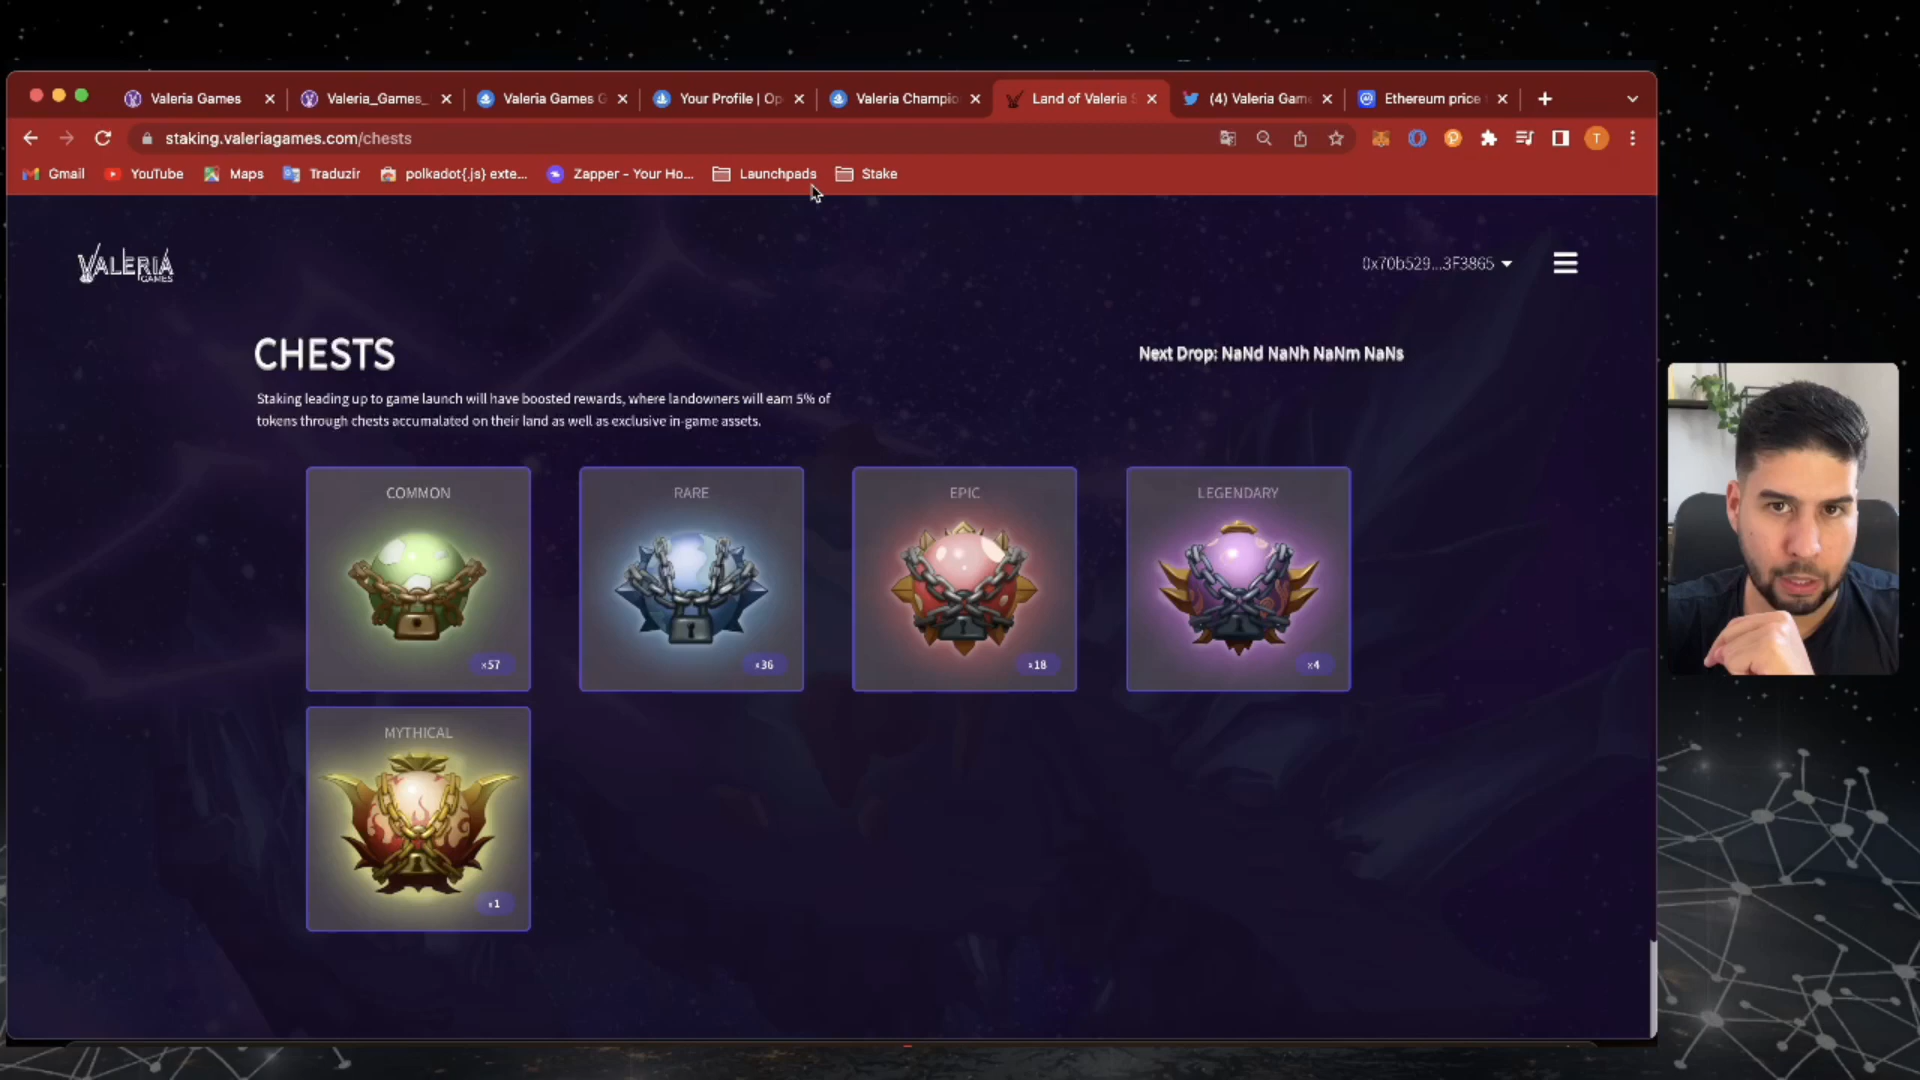 Valeria Games
Valeria_Games_
Valeria Games G
Your Profile | Op
Valeria Champio
Land of Valeria S
(4) Valeria Gam
Ethereum price
staking.valeriagames.com/chests
T
Gmail
YouTube
Maps
Traduzir
polkadot{.js} exte...
Zapper - Your Ho...
Launchpads
Stake
VALERIA
GAMES
0x70b529...3F3865
CHESTS
Next Drop: NaNd NaNh NaNm NaNs
Staking leading up to game launch will have boosted rewards, where landowners will earn 5% of
tokens through chests accumalated on their land as well as exclusive in-game assets.
COMMON
x57
RARE
x36
EPIC
x18
LEGENDARY
x4
MYTHICAL
x1